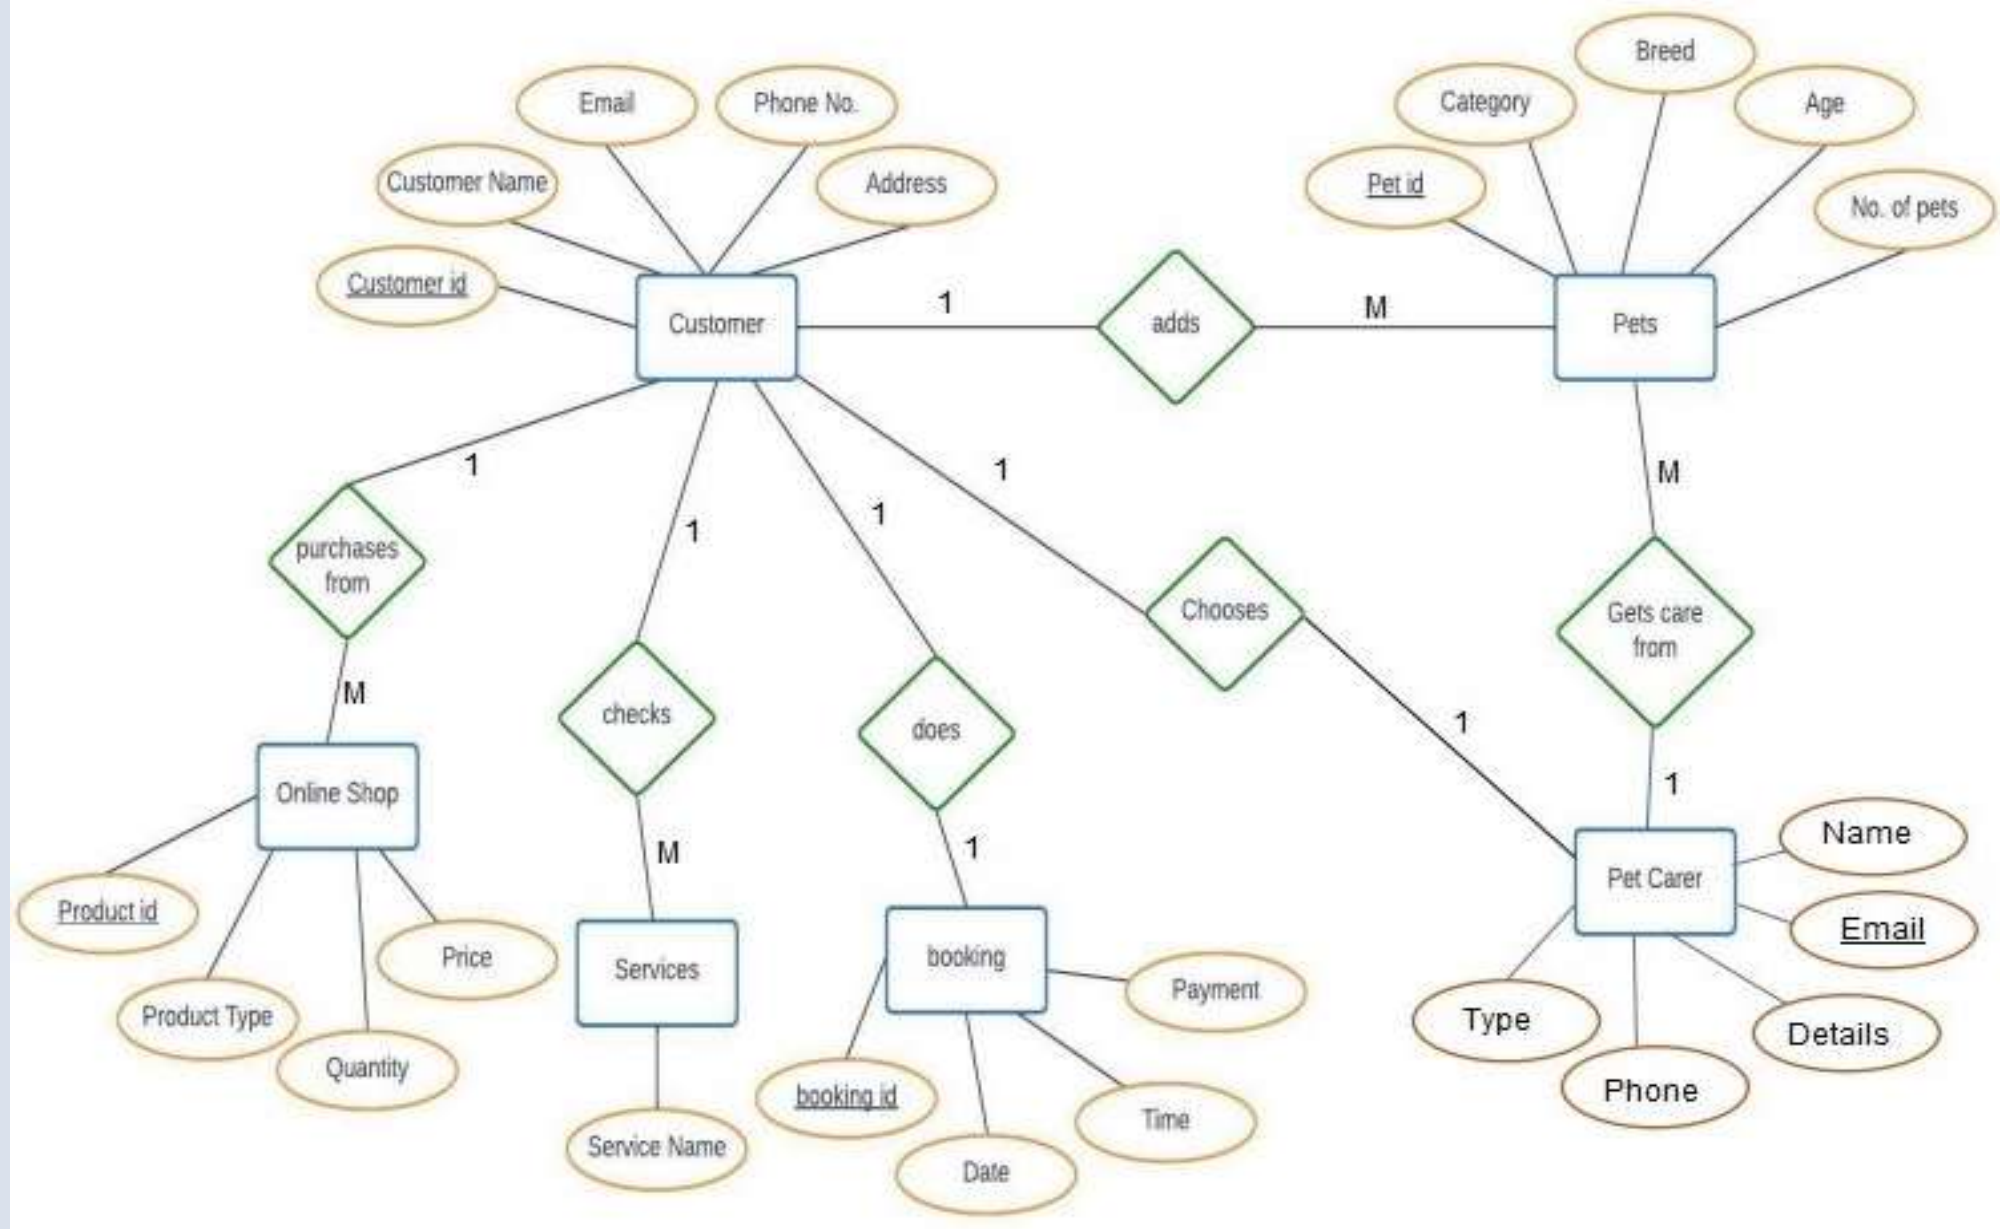 Breed
Email
Phone No.
Category
Age
Customer Name
Address
Pet id
No. of pets
Customer id
Customer
1
adds
M
Pets
1
1
1
1
M
purchases
from
checks
does
Chooses
Gets care
from
M
M
1
1
1
Online Shop
Services
booking
Pet Carer
Name
Email
Type
Phone
Details
Product id
Product Type
Quantity
Price
Service Name
booking id
Date
Time
Payment